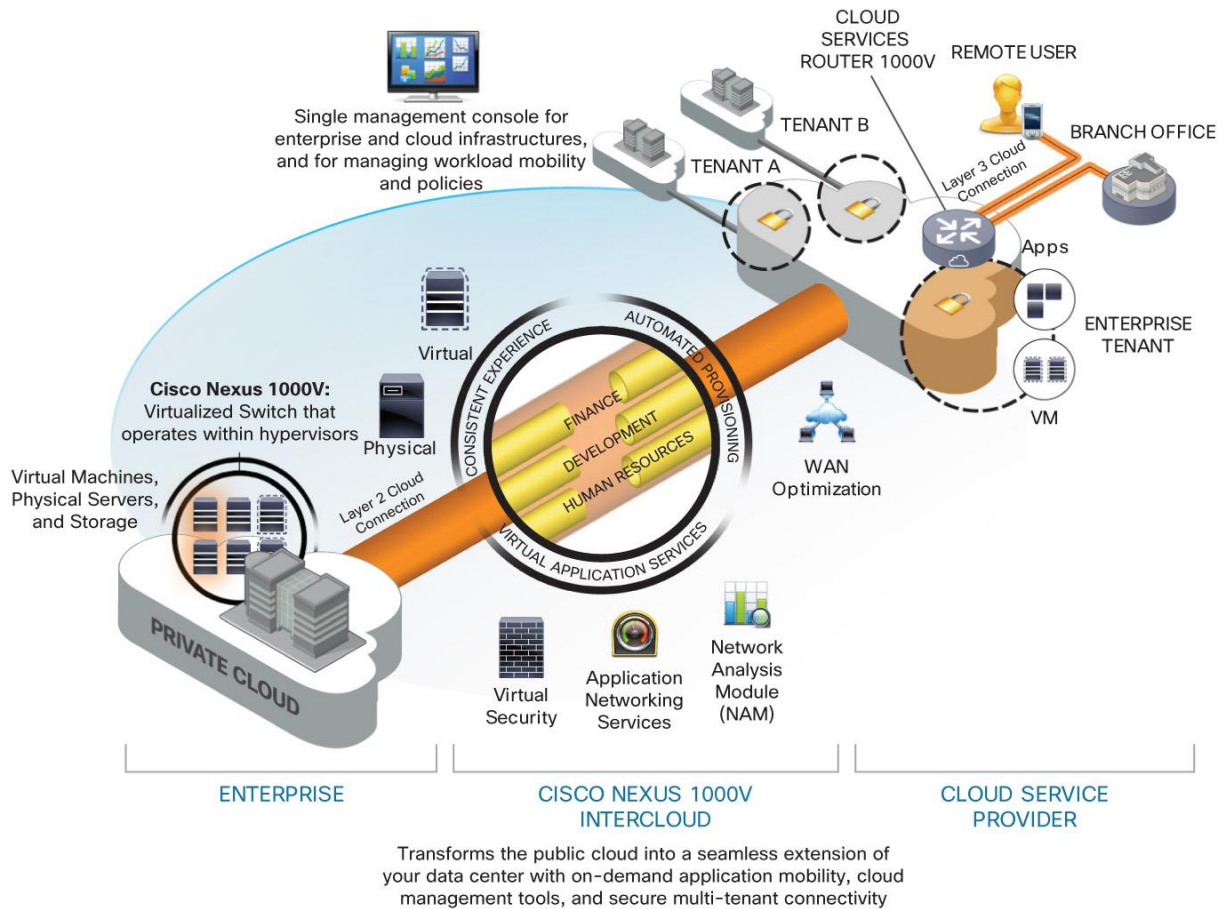 CLOUD
SERVICES
ROUTER 1000V
REMOTE USER
BRANCH OFFICE
Single management console for
enterprise and cloud infrastructures,
and for managing workload mobility
and policies
TENANT B
TENANT A
Layer 3 Cloud
Connection
Apps
ENTERPRISE
TENANT
VM
Virtual
Physical
Cisco Nexus 1000V:
Virtualized Switch that
operates within hypervisors
Virtual Machines,
Physical Servers,
and Storage
Layer 2 Cloud
Connection
CONSISTENT EXPERIENCE
AUTOMATED PROVISIONING
VIRTUAL APPLICATION SERVICES
FINANCE
DEVELOPMENT
HUMAN RESOURCES
WAN
Optimization
PRIVATE CLOUD
Virtual
Security
Application
Networking
Services
Network
Analysis
Module
(NAM)
ENTERPRISE
CISCO NEXUS 1000V
INTERCLOUD
CLOUD SERVICE
PROVIDER
Transforms the public cloud into a seamless extension of
your data center with on-demand application mobility, cloud
management tools, and secure multi-tenant connectivity